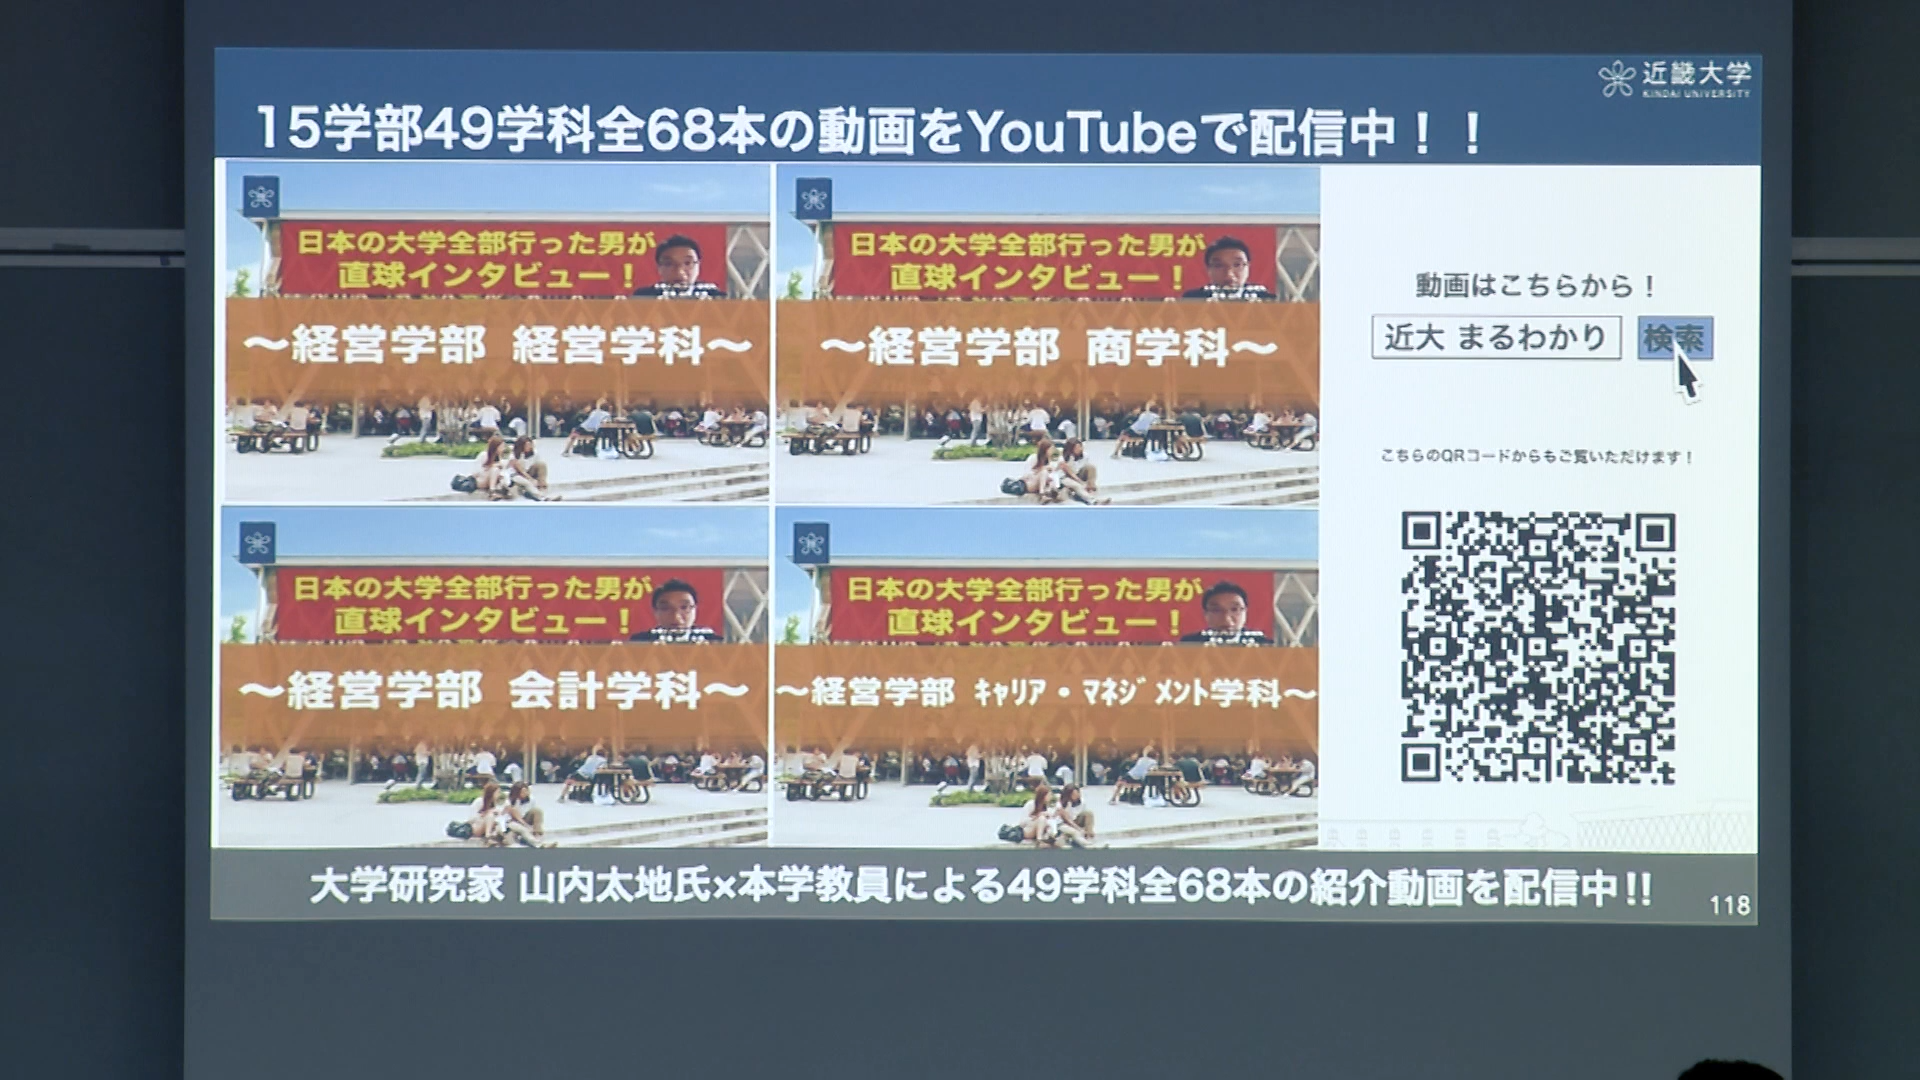 近畿大学
KINDAI UNIVERSITY
15学部49学科全68本の動画をYouTubeで配信中！！
日本の大学全部行った男が
直球インタビュー！
～経営学部 経営学科～
日本の大学全部行った男が
直球インタビュー！
～経営学部 商学科～
日本の大学全部行った男が
直球インタビュー！
～経営学部 会計学科～
日本の大学全部行った男が
直球インタビュー！
～経営学部 ｷｬﾘｱ・ﾏﾈｼﾞﾒﾝﾄ学科～
動画はこちらから！
近大 まるわかり 検索
こちらのQRコードからもご覧いただけます！
大学研究家 山内太地氏×本学教員による49学科全68本の紹介動画を配信中!!
118